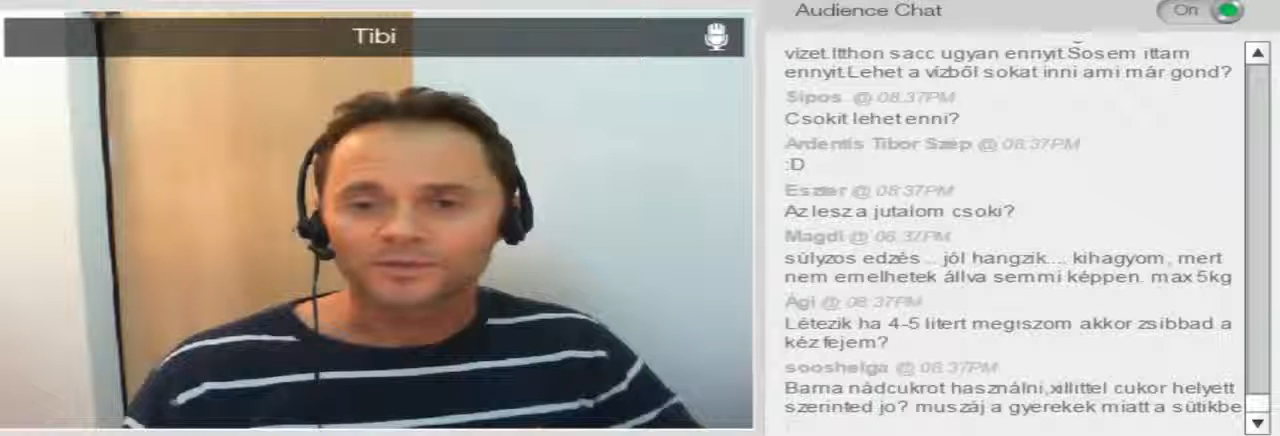 Tibi
Audience Chat
On
vizet.Itthon sacc ugyan ennyit.Sosem ittam
ennyit.Lehet a vízből sokat inni ami már gond?
Sipos @ 08:37PM
Csokit lehet enni?
Ardentis Tibor Szép @ 08:37PM
:D
Eszter @ 08:37PM
Az lesz a jutalom csoki?
Magdi @ 08:37PM
súlyzos edzés... jól hangzik.... kihagyom, mert
nem emelhetek állva semmi képpen. max 5kg
Ági @ 08:37PM
Létezik ha 4-5 litert megiszom akkor zsibbad a
kéz fejem?
sooshelga @ 08:37PM
Barna nádcukrot használni,xillittel cukor helyett
szerinted jo? muszáj a gyerekek miatt a sütikbe